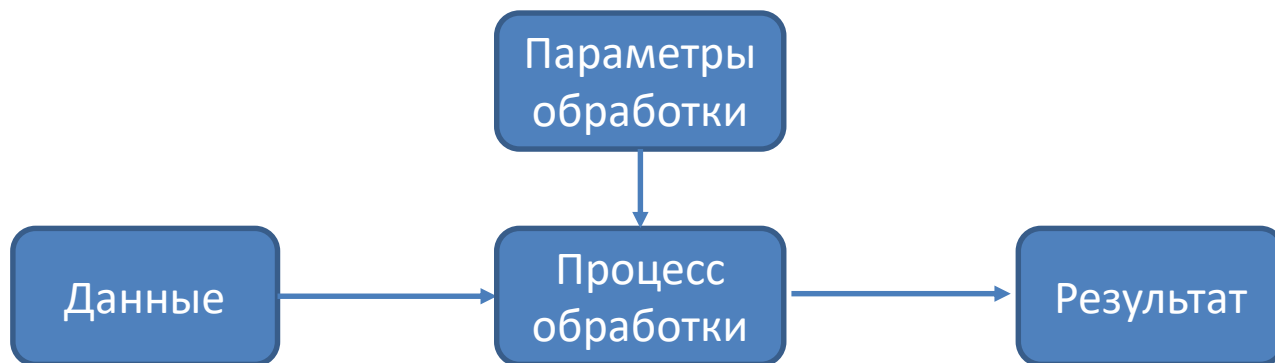 Параметры
обработки
Данные
Процесс
обработки
Результат